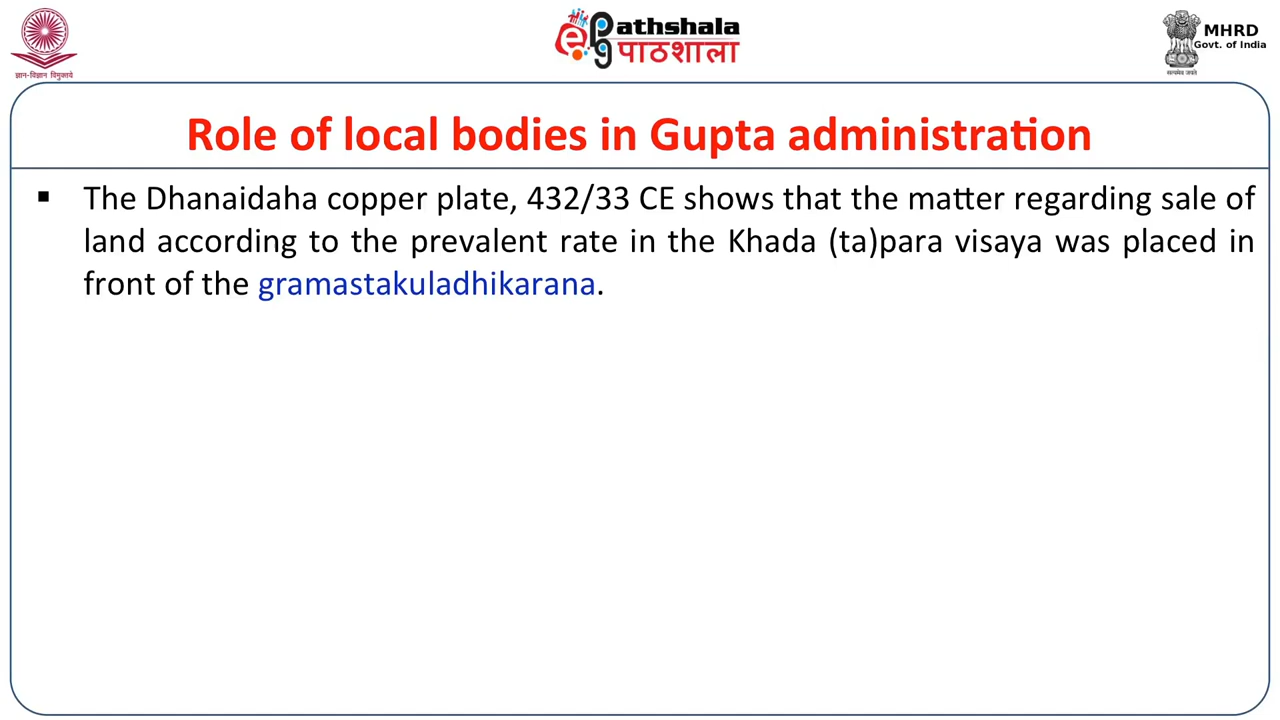 ज्ञान-विज्ञान विमुक्तये
ePG Pathshala
पाठशाला
MHRD
Govt. of India
सत्यमेव जयते
Role of local bodies in Gupta administration
▪ The Dhanaidaha copper plate, 432/33 CE shows that the matter regarding sale of
land according to the prevalent rate in the Khada (ta)para visaya was placed in
front of the gramastakuladhikarana.